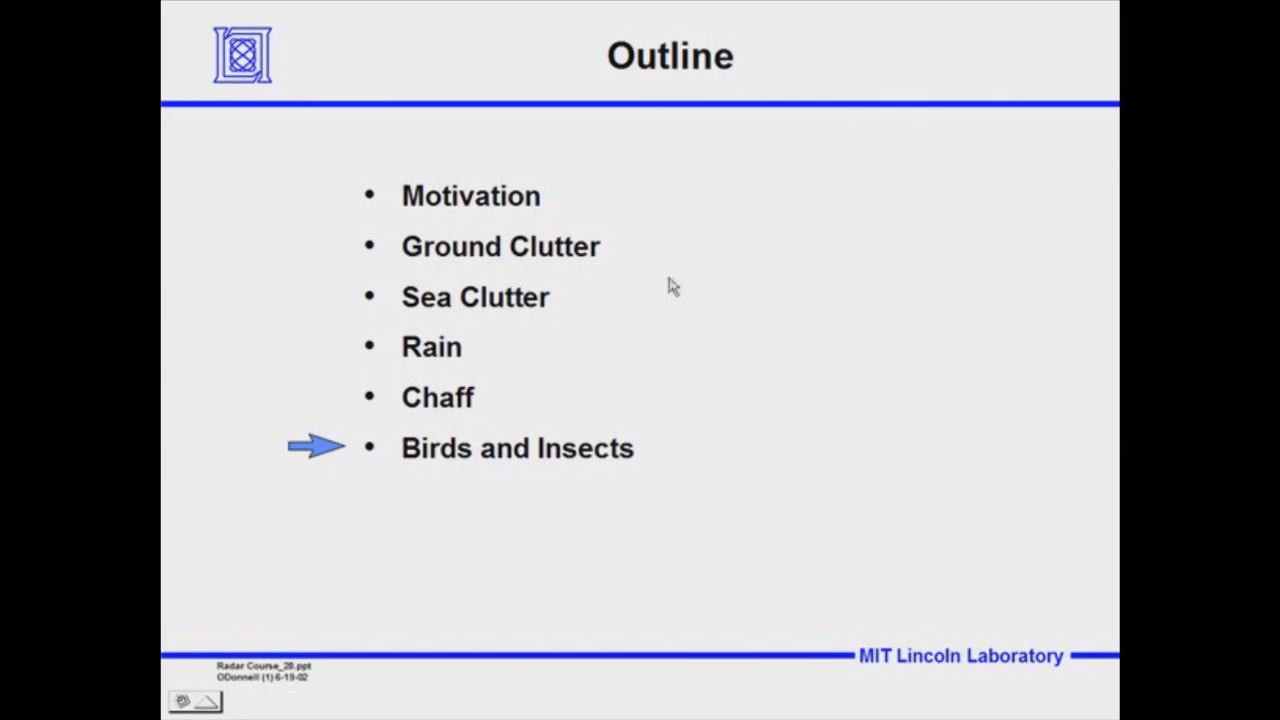 Outline
• Motivation
• Ground Clutter
• Sea Clutter
• Rain
• Chaff
• Birds and Insects
MIT Lincoln Laboratory
Radar Course_28.ppt
ODonnell (1) 6-19-02